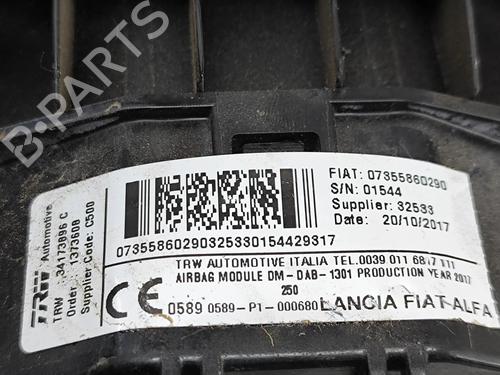 B-PARTS
TRW Automotive
TRW : 34173896 C
Order : 1373608
Supplier Code: C500
FIAT: 07355860290
S/N: 01544
Supplier: 32533
Date: 20/10/2017
07355860290325330154429317
TRW AUTOMOTIVE ITALIA TEL.0039 011 6817 111
AIRBAG MODULE DM-DAB-1301 PRODUCTION YEAR 2017
250
CE 0589 0589-P1-000680 LANCIA FIAT-ALFA